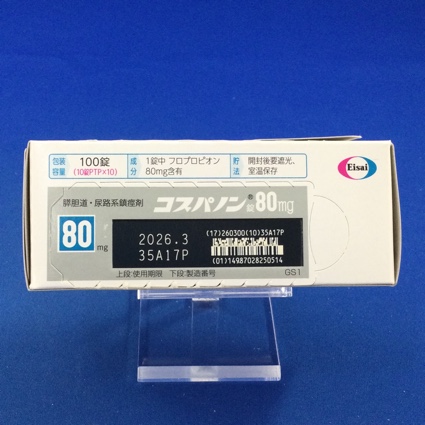 包装容量 100錠 (10錠PTP×10)
成分 1錠中 フロプロピオン 80mg含有
貯法 開封後要遮光、室温保存
Eisai
膵胆道・尿路系鎮痙剤
コスパノン®錠80mg
80mg
2026.3
35A17P
(17)260300(10)35A17P
(01)14987028250514
上段:使用期限 下段:製造番号
GS1